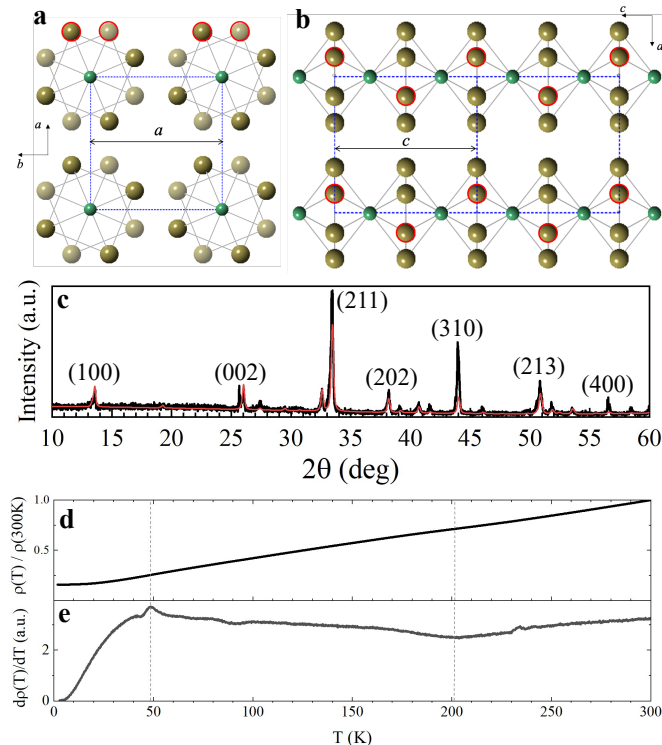 a
a
a
b
b
c
a
c
c
Intensity (a.u.)
(100)
(002)
(211)
(202)
(310)
(213)
(400)
10 15 20 25 30 35 40 45 50 55 60
2θ (deg)
d
ρ(T) / ρ(300K)
1.0
0.5
e
dρ(T)/dT (a.u.)
2
0
0 50 100 150 200 250 300
T (K)